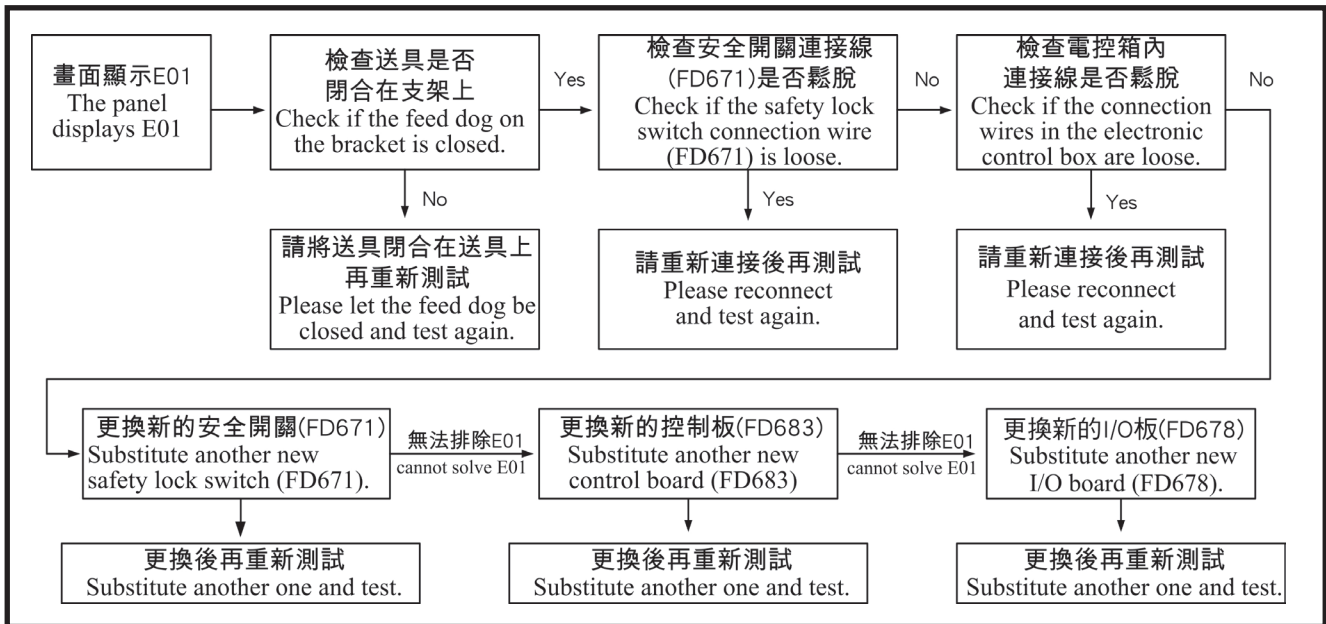 畫面顯示E01
The panel
displays E01
檢查送具是否
閉合在支架上
Check if the feed dog on
the bracket is closed.
Yes
檢查安全開關連接線
(FD671)是否鬆脫
Check if the safety lock
switch connection wire
(FD671) is loose.
No
檢查電控箱內
連接線是否鬆脫
Check if the connection
wires in the electronic
control box are loose.
No
No
Yes
Yes
請將送具閉合在送具上
再重新測試
Please let the feed dog be
closed and test again.
請重新連接後再測試
Please reconnect
and test again.
請重新連接後再測試
Please reconnect
and test again.
更換新的安全開關(FD671)
Substitute another new
safety lock switch (FD671).
無法排除E01
cannot solve E01
更換新的控制板(FD683)
Substitute another new
control board (FD683)
無法排除E01
cannot solve E01
更換新的I/O板(FD678)
Substitute another new
I/O board (FD678).
更換後再重新測試
Substitute another one and test.
更換後再重新測試
Substitute another one and test.
更換後再重新測試
Substitute another one and test.